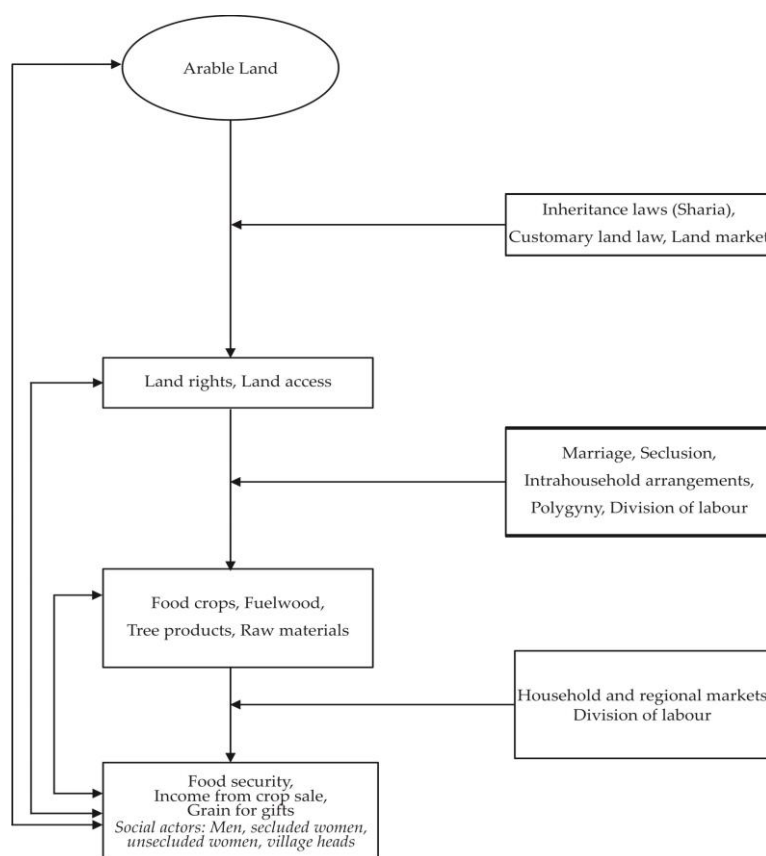 Arable Land
Inheritance laws (Sharia),
Customary land law, Land market
Land rights, Land access
Marriage, Seclusion,
Intrahousehold arrangements,
Polygyny, Division of labour
Food crops, Fuelwood,
Tree products, Raw materials
Household and regional markets
Division of labour
Food security,
Income from crop sale,
Grain for gifts
Social actors: Men, secluded women,
unsecluded women, village heads